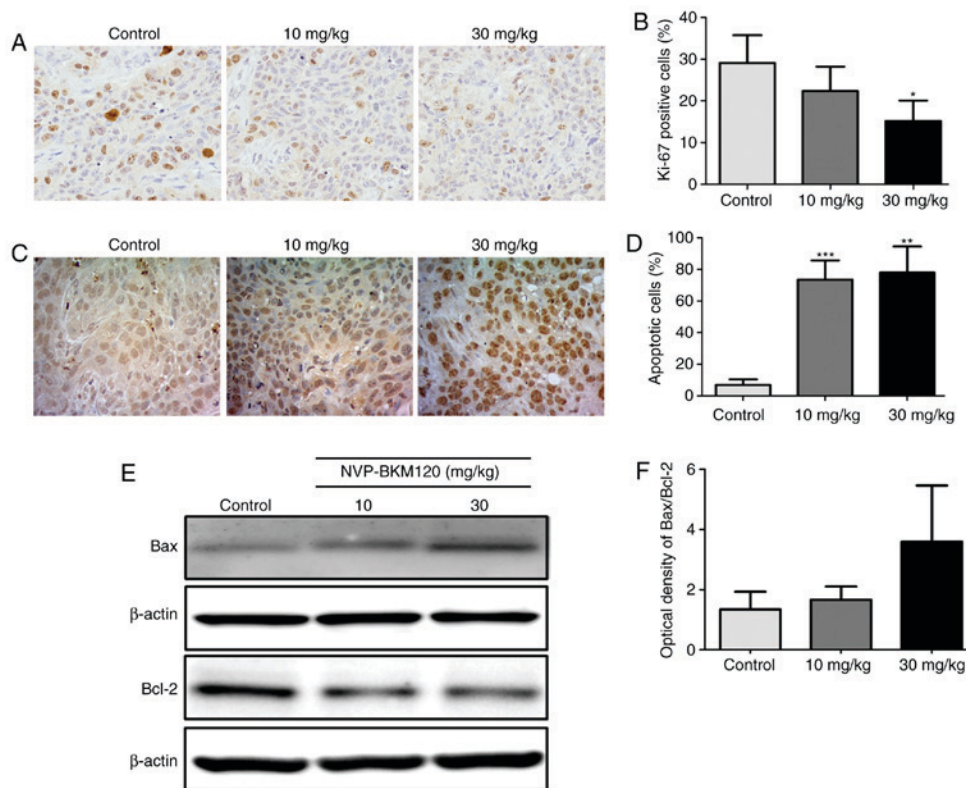 A
Control
10 mg/kg
30 mg/kg
B
Ki-67 positive cells (%)
40
30
20
10
0
*
Control
10 mg/kg
30 mg/kg
C
Control
10 mg/kg
30 mg/kg
D
Apoptotic cells (%)
100
80
60
40
20
0
***
**
Control
10 mg/kg
30 mg/kg
E
NVP-BKM120 (mg/kg)
Control
10
30
Bax
β-actin
Bcl-2
β-actin
F
Optical density of Bax/Bcl-2
6
4
2
0
Control
10 mg/kg
30 mg/kg